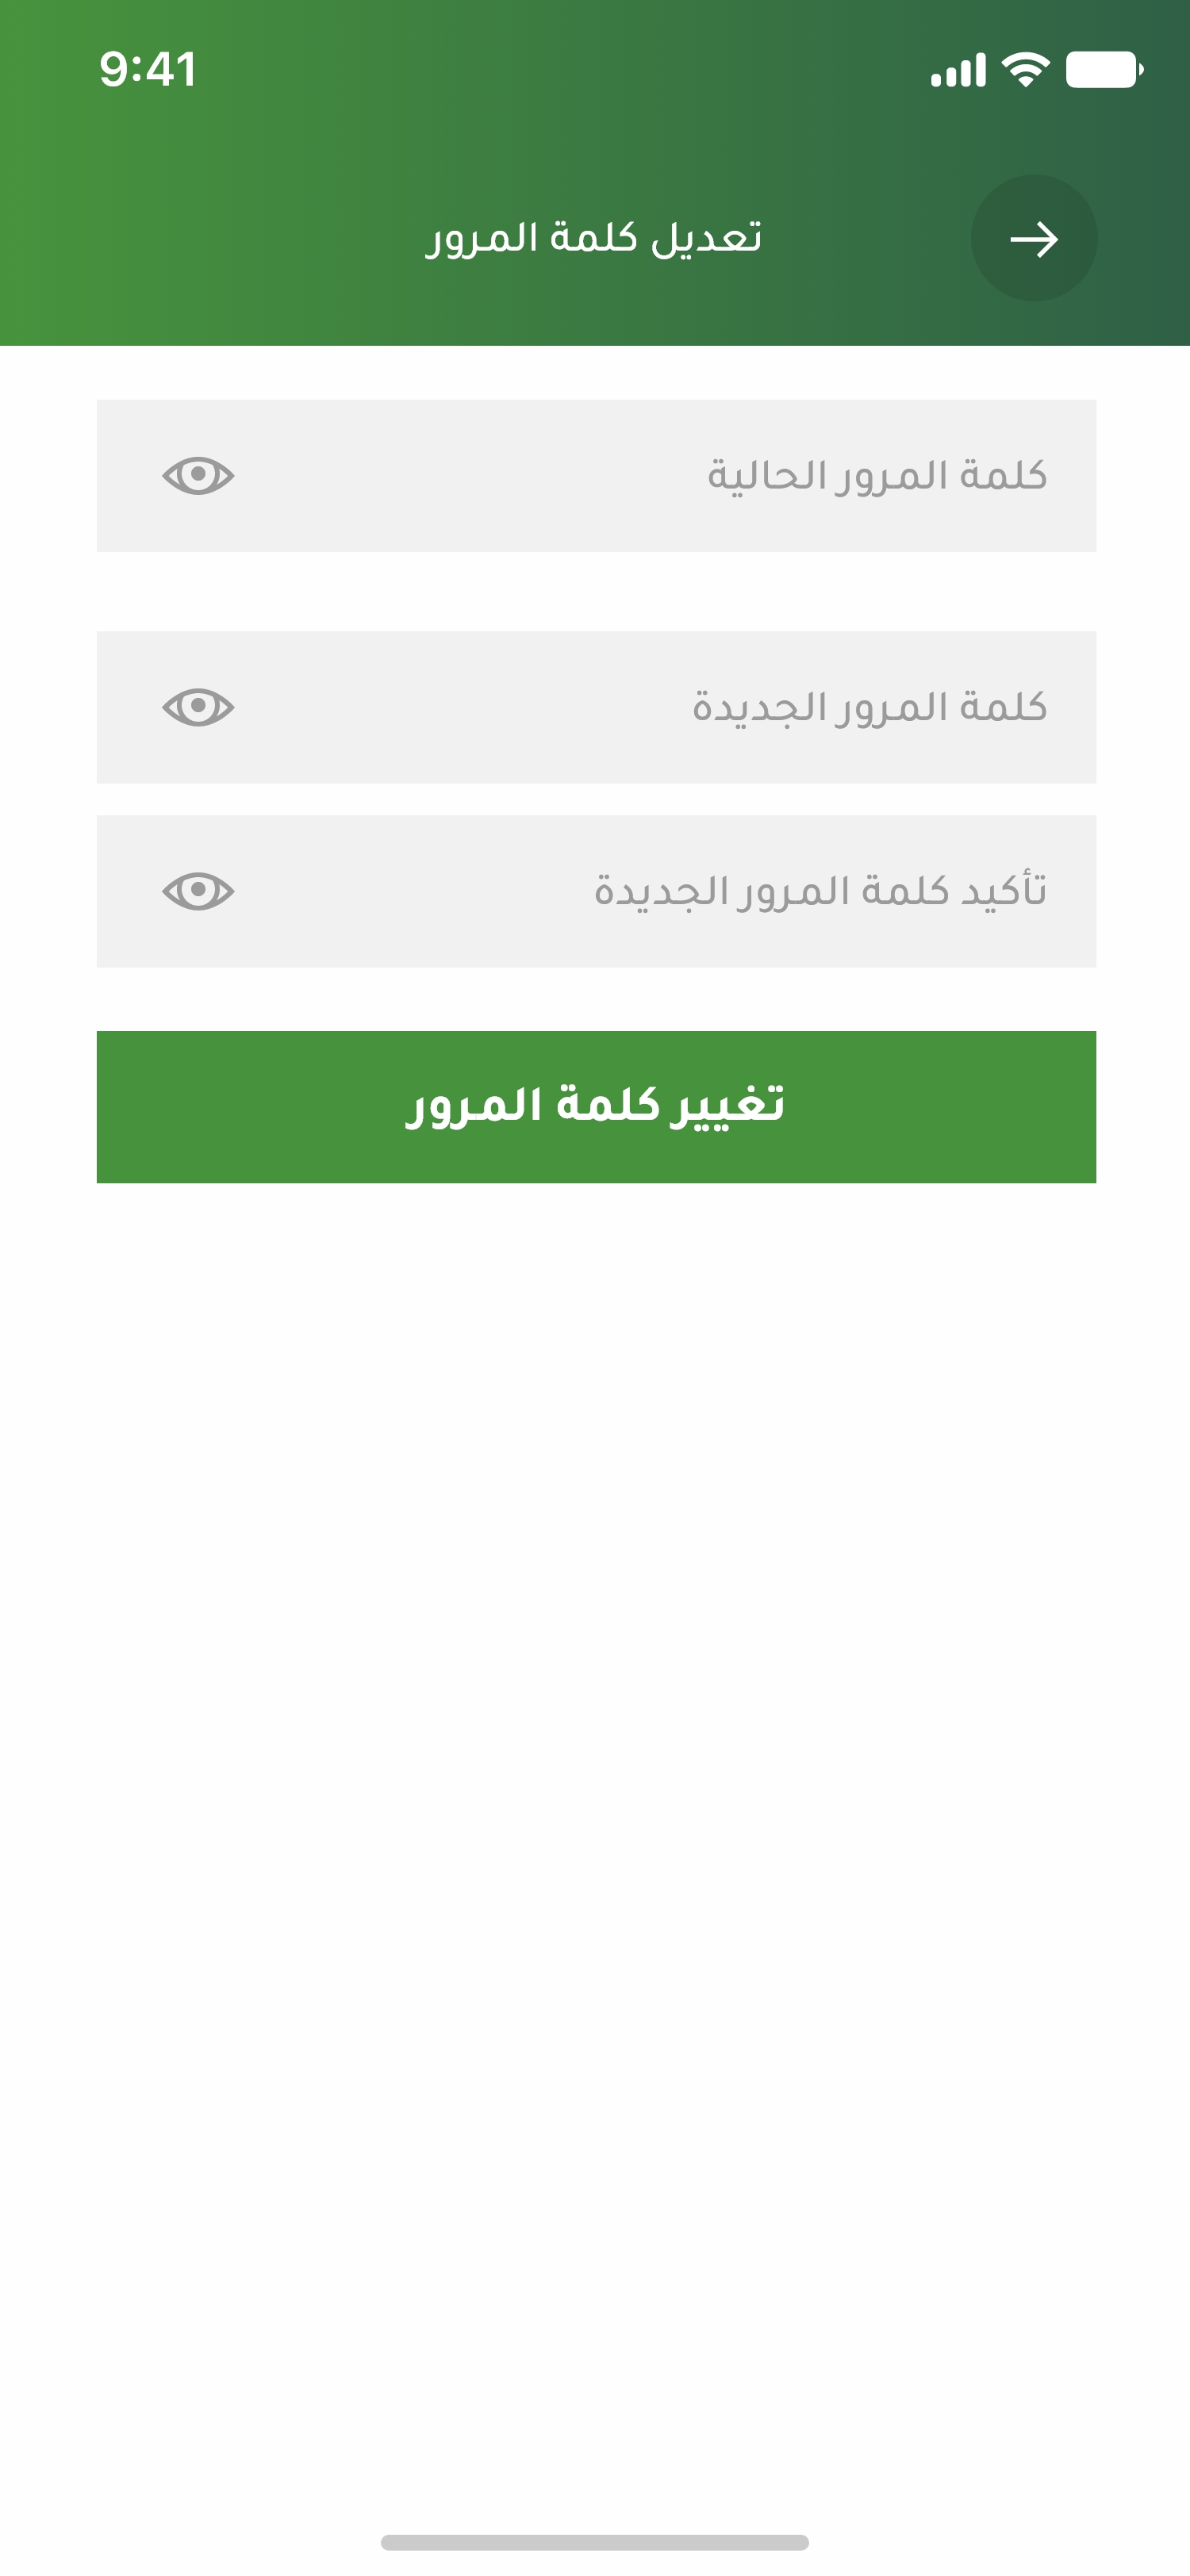 9:41
تعديل كلمة المرور
كلمة المرور الحالية
كلمة المرور الجديدة
تأكيد كلمة المرور الجديدة
تغيير كلمة المرور